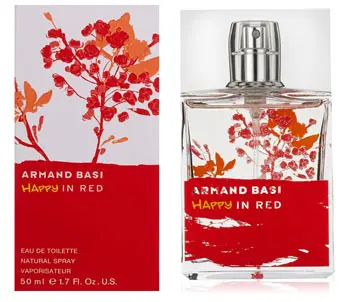 ARMAND BASI
HAPPY IN RED
EAU DE TOILETTE
NATURAL SPRAY
VAPORISATEUR
50 ml e 1.7 Fl. Oz. U.S.
ARMAND BASI
HAPPY IN RED